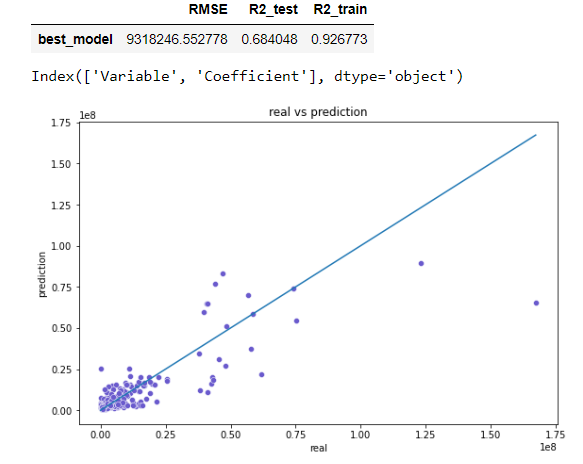 RMSE R2_test R2_train
best_model 9318246.552778 0.684048 0.926773
Index(['Variable', 'Coefficient'], dtype='object')
real vs prediction
1e8
1.75
1.50
1.25
1.00
0.75
0.50
0.25
0.00
prediction
0.00 0.25 0.50 0.75 1.00 1.25 1.50 1.75
real
1e8